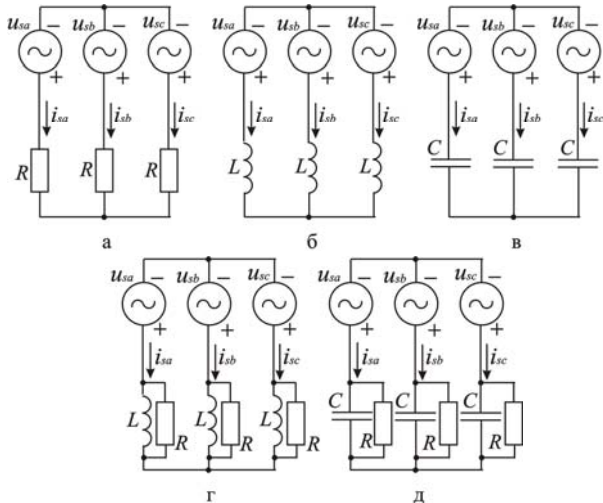 usa − usb − usc −
+ + +
isa isb isc
R R R
а
usa − usb − usc −
+ + +
isa isb isc
L L L
б
usa − usb − usc −
+ + +
isa isb isc
C C C
в
usa − usb − usc −
+ + +
isa isb isc
L R L R L R
г
usa − usb − usc −
+ + +
isa isb isc
C R C R C R
д